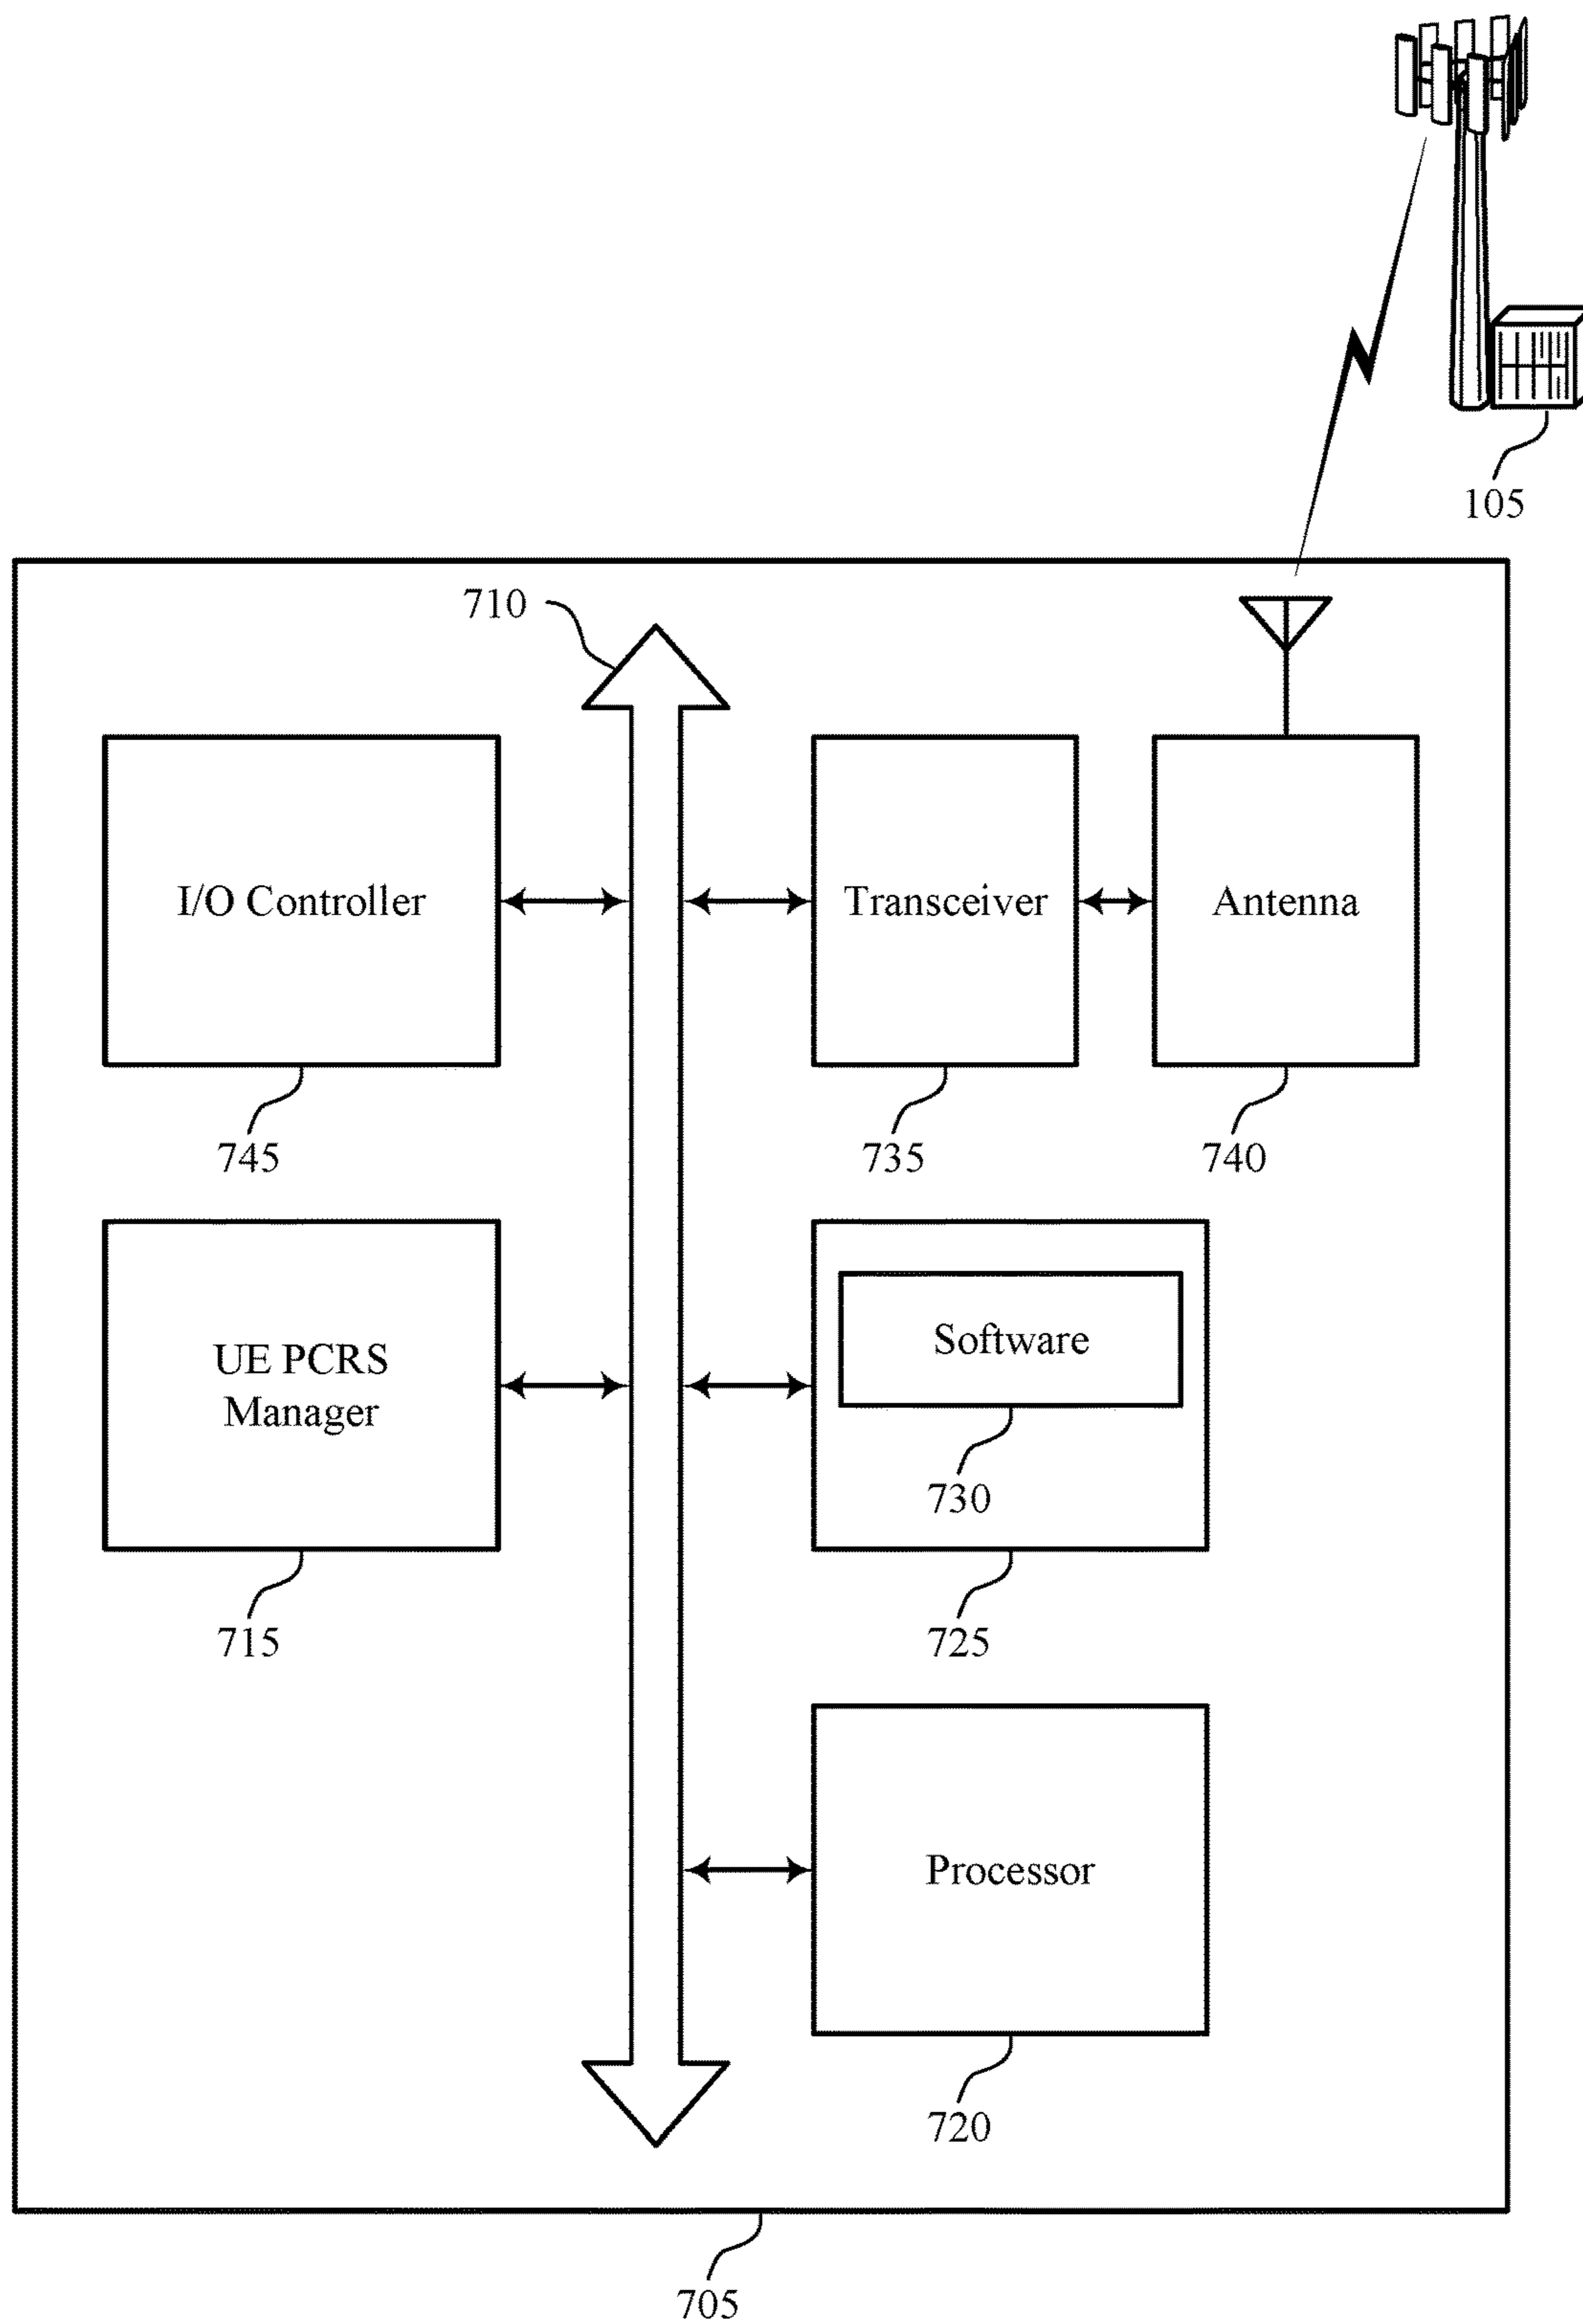 105
710
I/O Controller
Transceiver
Antenna
745
735
740
UE PCRS
Manager
Software
730
715
725
Processor
720
705